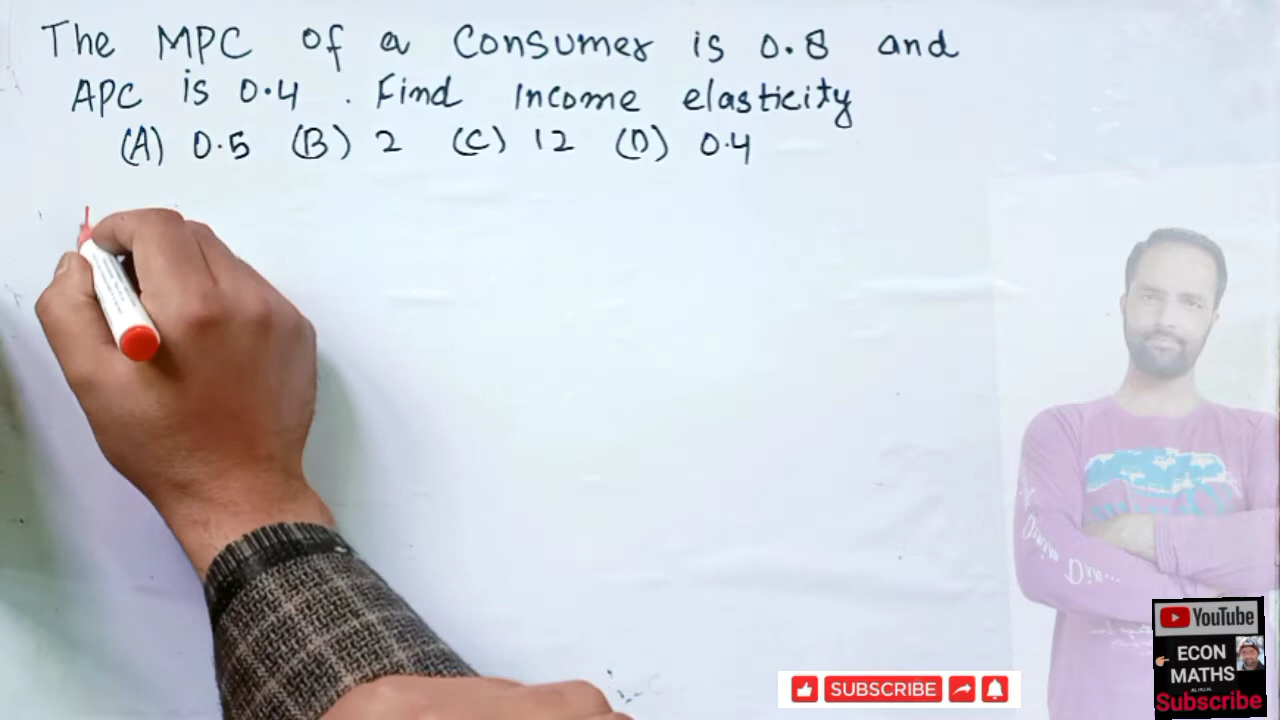 The MPC of a Consumer is 0.8 and
APC is 0.4 . Find Income elasticity
(A) 0.5 (B) 2 (C) 12 (D) 0.4
SUBSCRIBE
YouTube
ECON
MATHS
Subscribe